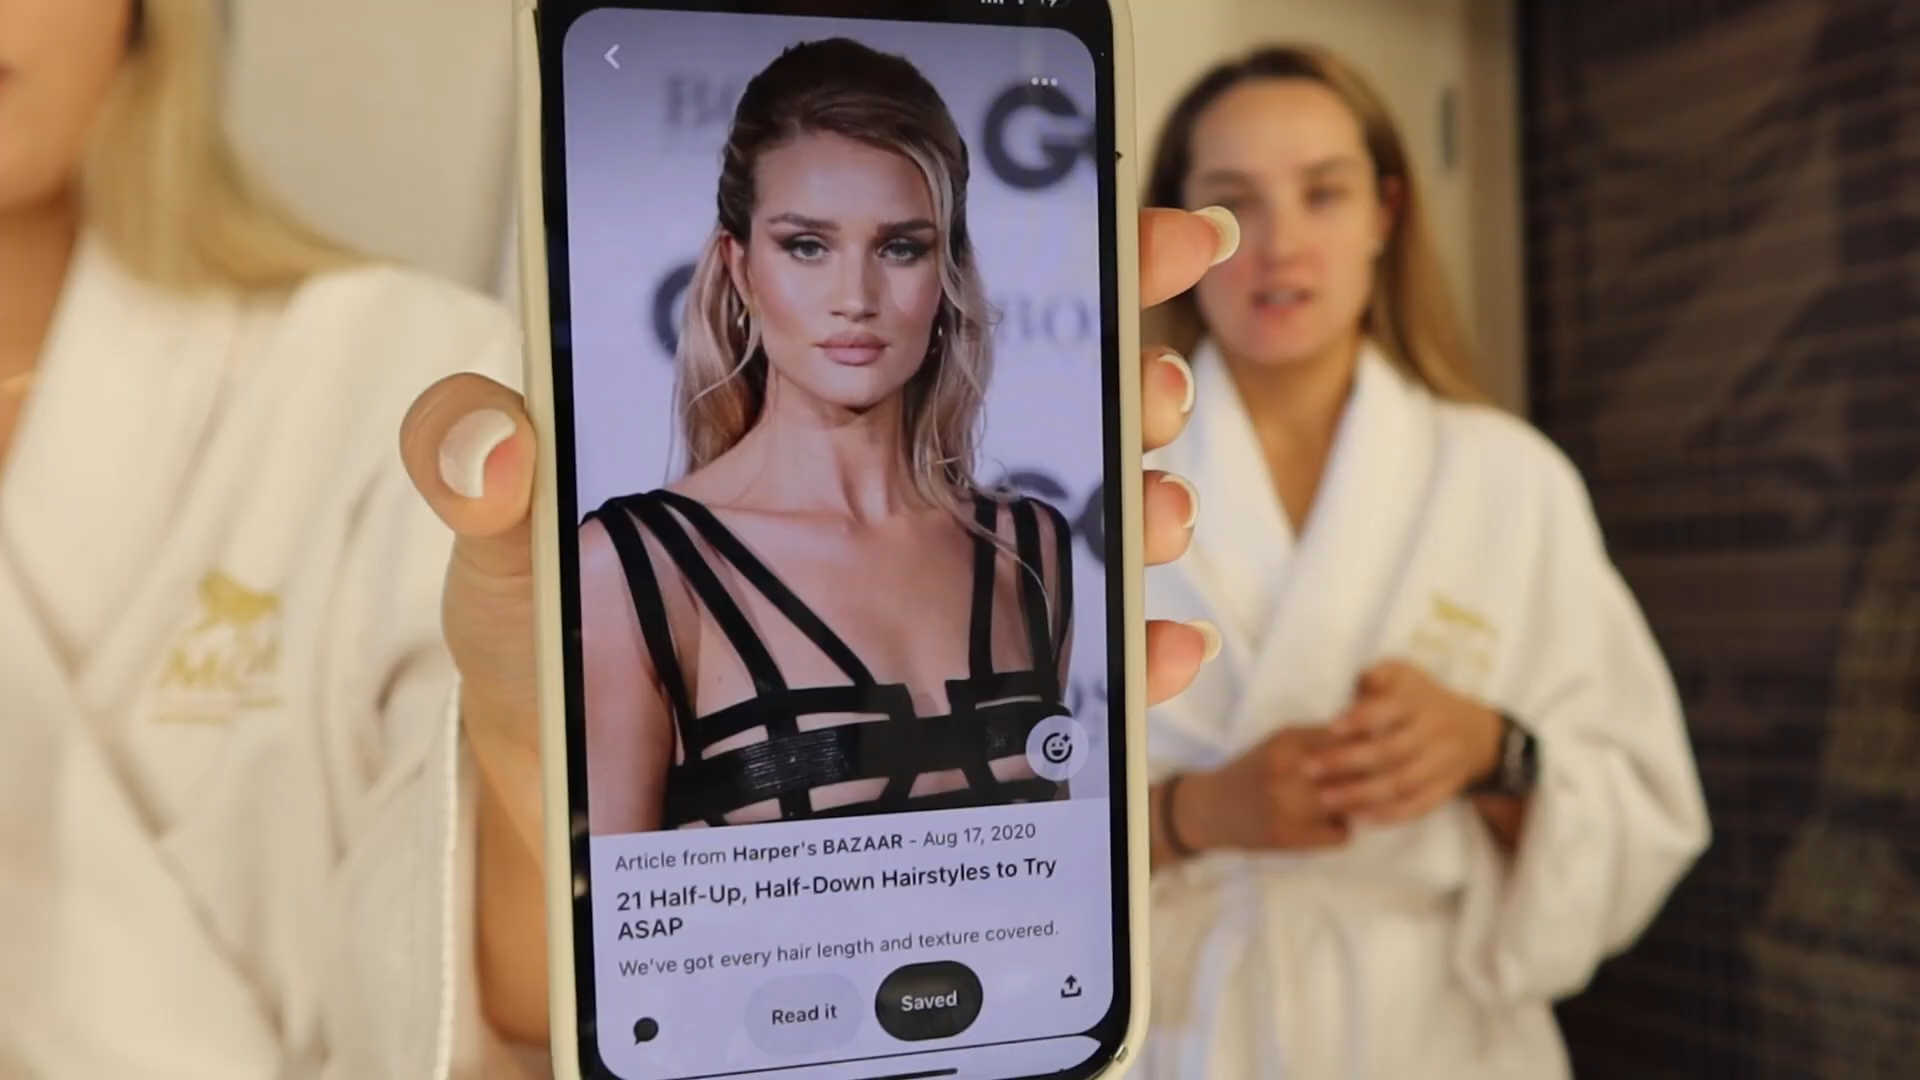 Article from Harper's BAZAAR - Aug 17, 2020
21 Half-Up, Half-Down Hairstyles to Try
ASAP
We've got every hair length and texture covered.
Read it
Saved